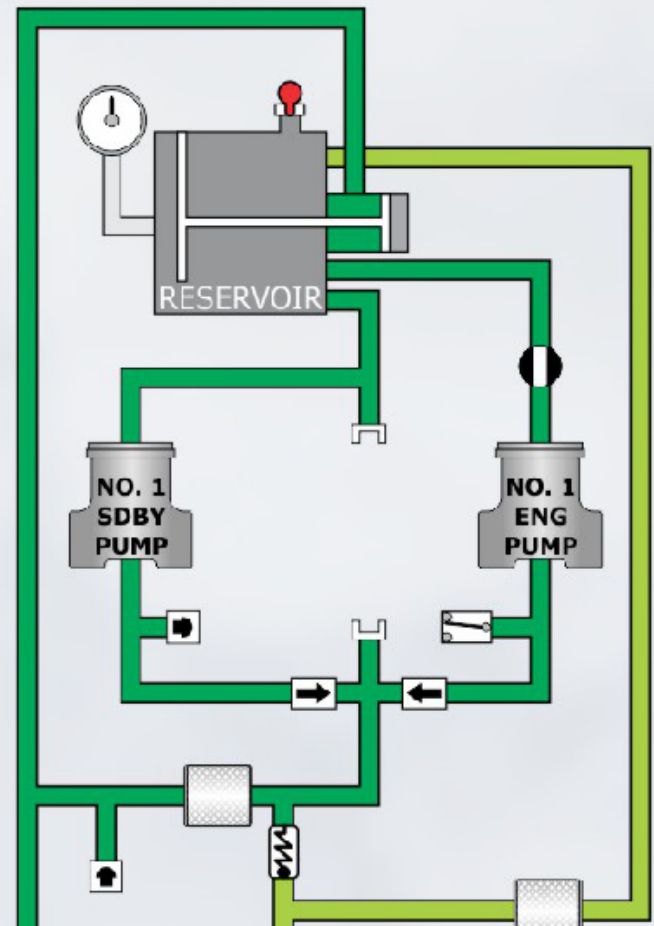 RESERVOIR
NO. 1
SDBY
PUMP
NO. 1
ENG
PUMP